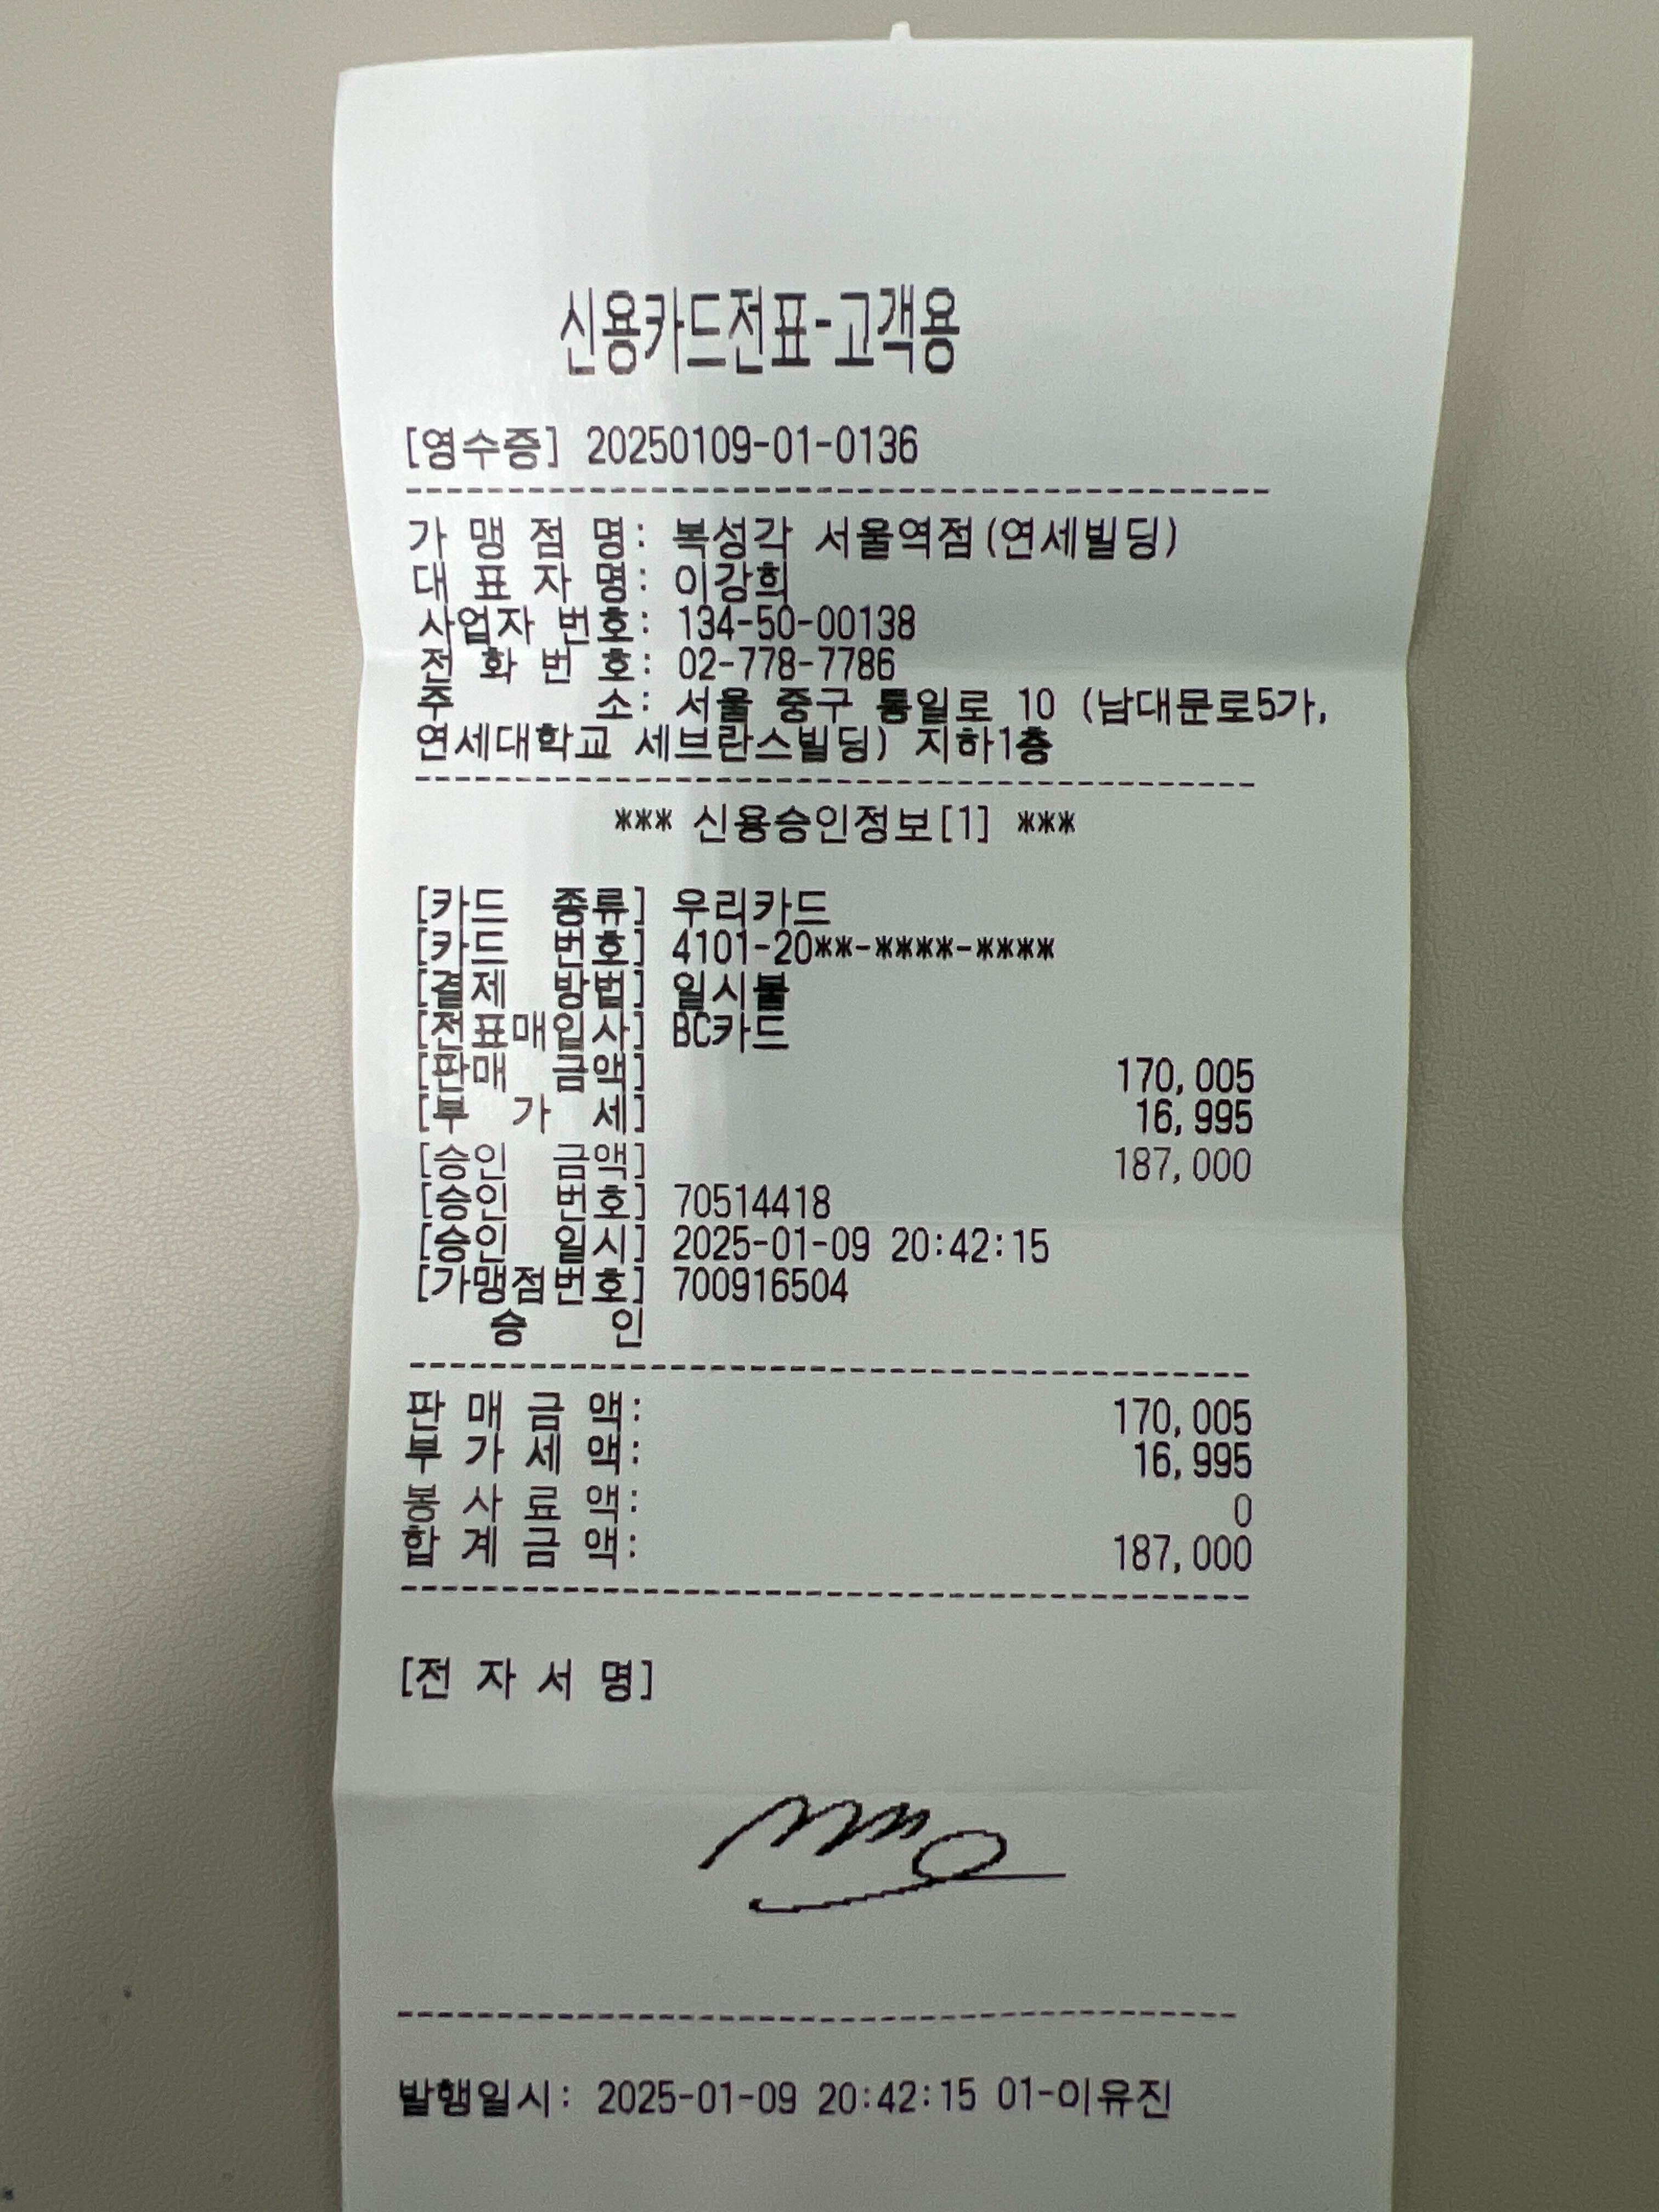 신용카드전표-고객용
[영수증] 20250109-01-0136
가 맹 점 명: 복성각 서울역점(연세빌딩)
대 표 자 명: 이강희
사업자 번호: 134-50-00138
전 화 번 호: 02-778-7786
주 소: 서울 중구 통일로 10 (남대문로5가,
연세대학교 세브란스빌딩) 지하1층
*** 신용승인정보[1] ***
[카드 종류] 우리카드
[카드 번호] 4101-20**-****-****
[결제 방법] 일시불
[전표매입사] BC카드
[판매 금액] 170,005
[부 가 세] 16,995
[승인 금액] 187,000
[승인 번호] 70514418
[승인 일시] 2025-01-09 20:42:15
[가맹점번호] 700916504
승 인
판 매 금 액: 170,005
부 가 세 액: 16,995
봉 사 료 액: 0
합 계 금 액: 187,000
[전 자 서 명]
발행일시: 2025-01-09 20:42:15 01-이유진